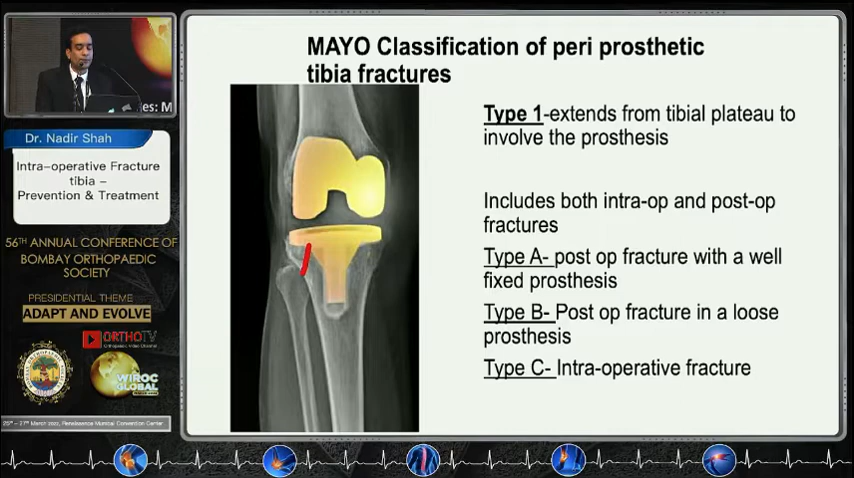 MAYO Classification of peri prosthetic
tibia fractures
Type 1-extends from tibial plateau to
involve the prosthesis
Includes both intra-op and post-op
fractures
Type A- post op fracture with a well
fixed prosthesis
Type B- Post op fracture in a loose
prosthesis
Type C- Intra-operative fracture
es: M
Dr. Nadir Shah
Intra-operative Fracture
tibia –
Prevention & Treatment
56TH ANNUAL CONFERENCE OF
BOMBAY ORTHOPAEDIC
SOCIETY
PRESIDENTIAL THEME
ADAPT AND EVOLVE
ORTHOTV
WIROC
GLOBAL